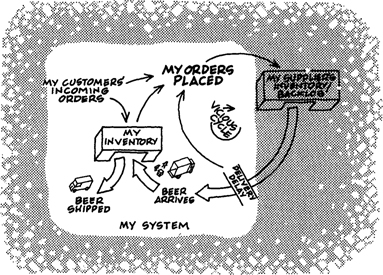 MY CUSTOMERS'
INCOMING
ORDERS
MY ORDERS
PLACED
MY SUPPLIER'S
INVENTORY/
BACKLOG
VICIOUS
CYCLE
MY
INVENTORY
DELIVERY
DELAY
BEER
SHIPPED
BEER
ARRIVES
MY SYSTEM